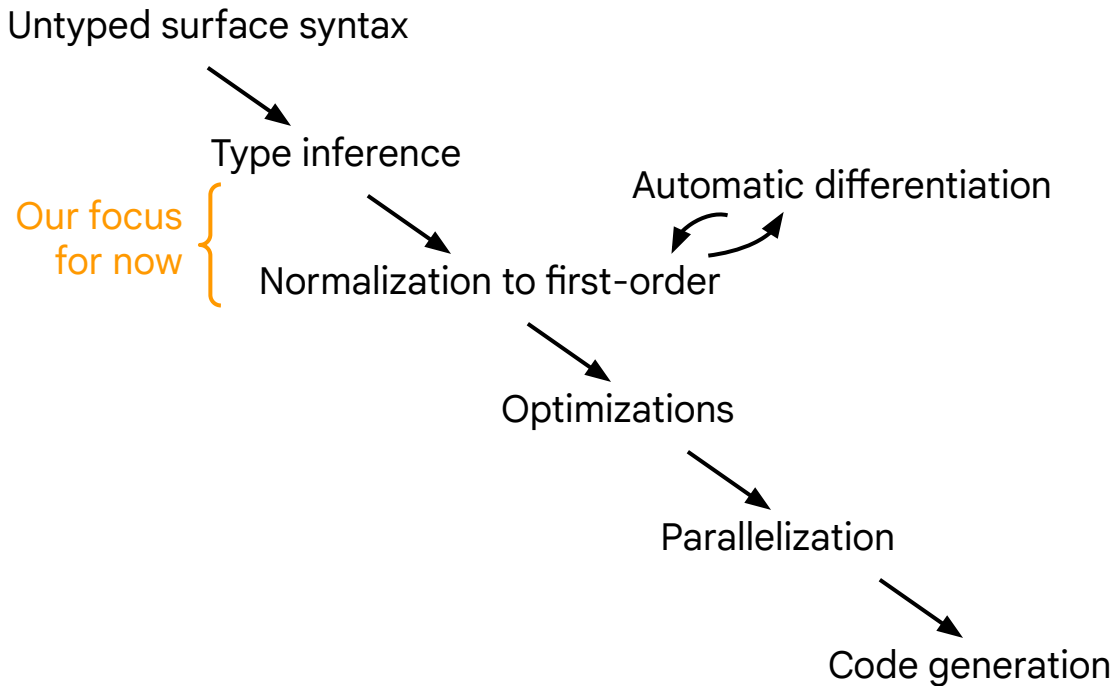 Untyped surface syntax
Type inference
Automatic differentiation
Our focus
for now
Normalization to first-order
Optimizations
Parallelization
Code generation